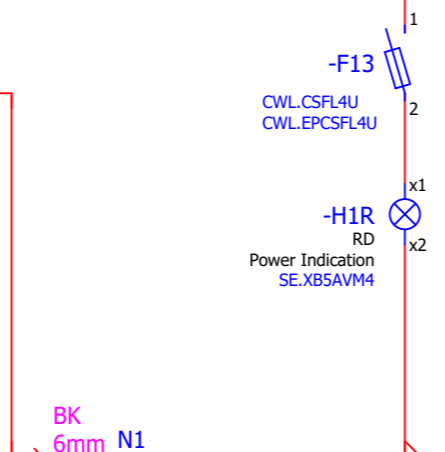 1
-F13
CWL.CSFL4U
CWL.EPCSFL4U
2
x1
-H1R
RD
x2
Power Indication
SE.XB5AVM4
BK
6mm N1